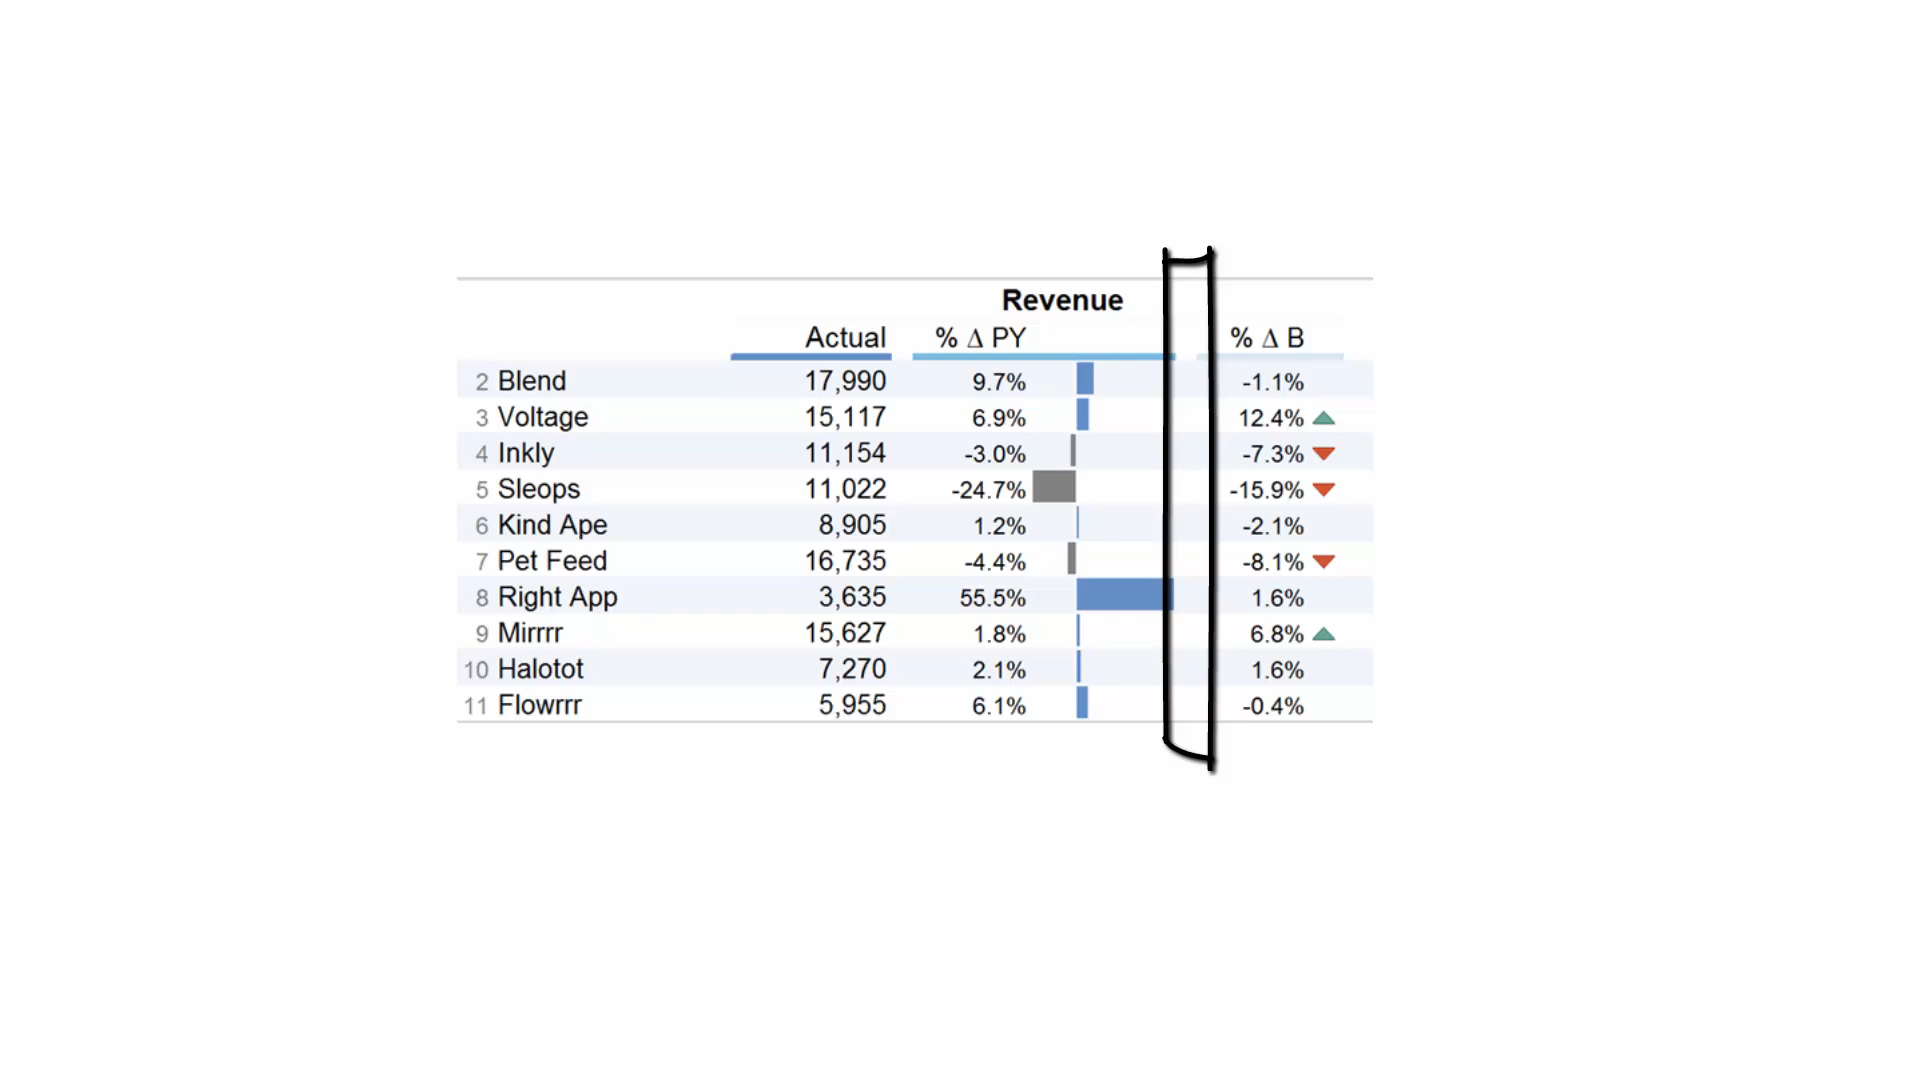 Revenue
Actual % Δ PY % Δ B
2 Blend 17,990 9.7% -1.1%
3 Voltage 15,117 6.9% 12.4%
4 Inkly 11,154 -3.0% -7.3%
5 Sleops 11,022 -24.7% -15.9%
6 Kind Ape 8,905 1.2% -2.1%
7 Pet Feed 16,735 -4.4% -8.1%
8 Right App 3,635 55.5% 1.6%
9 Mirrrr 15,627 1.8% 6.8%
10 Halotot 7,270 2.1% 1.6%
11 Flowrrr 5,955 6.1% -0.4%